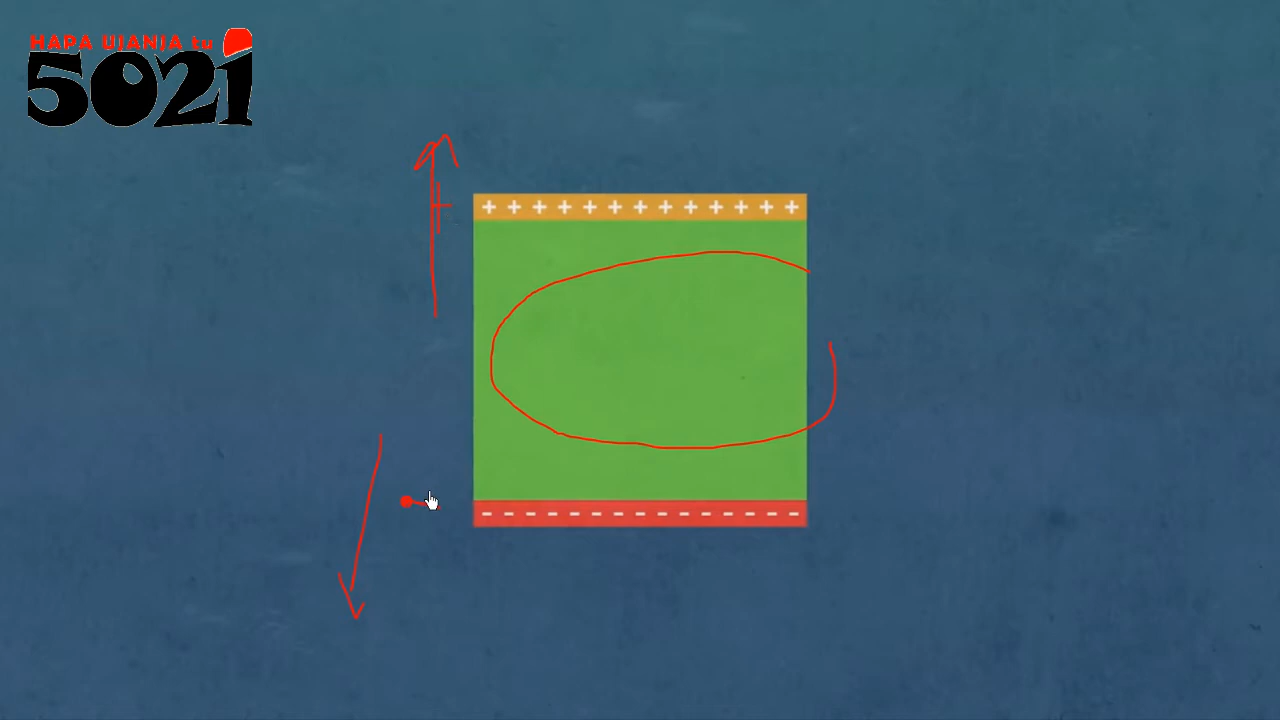 HAPA UJANJA tu
5021
+ + + + + + + + + + + + +
+
- - - - - - - - - - - - - - -